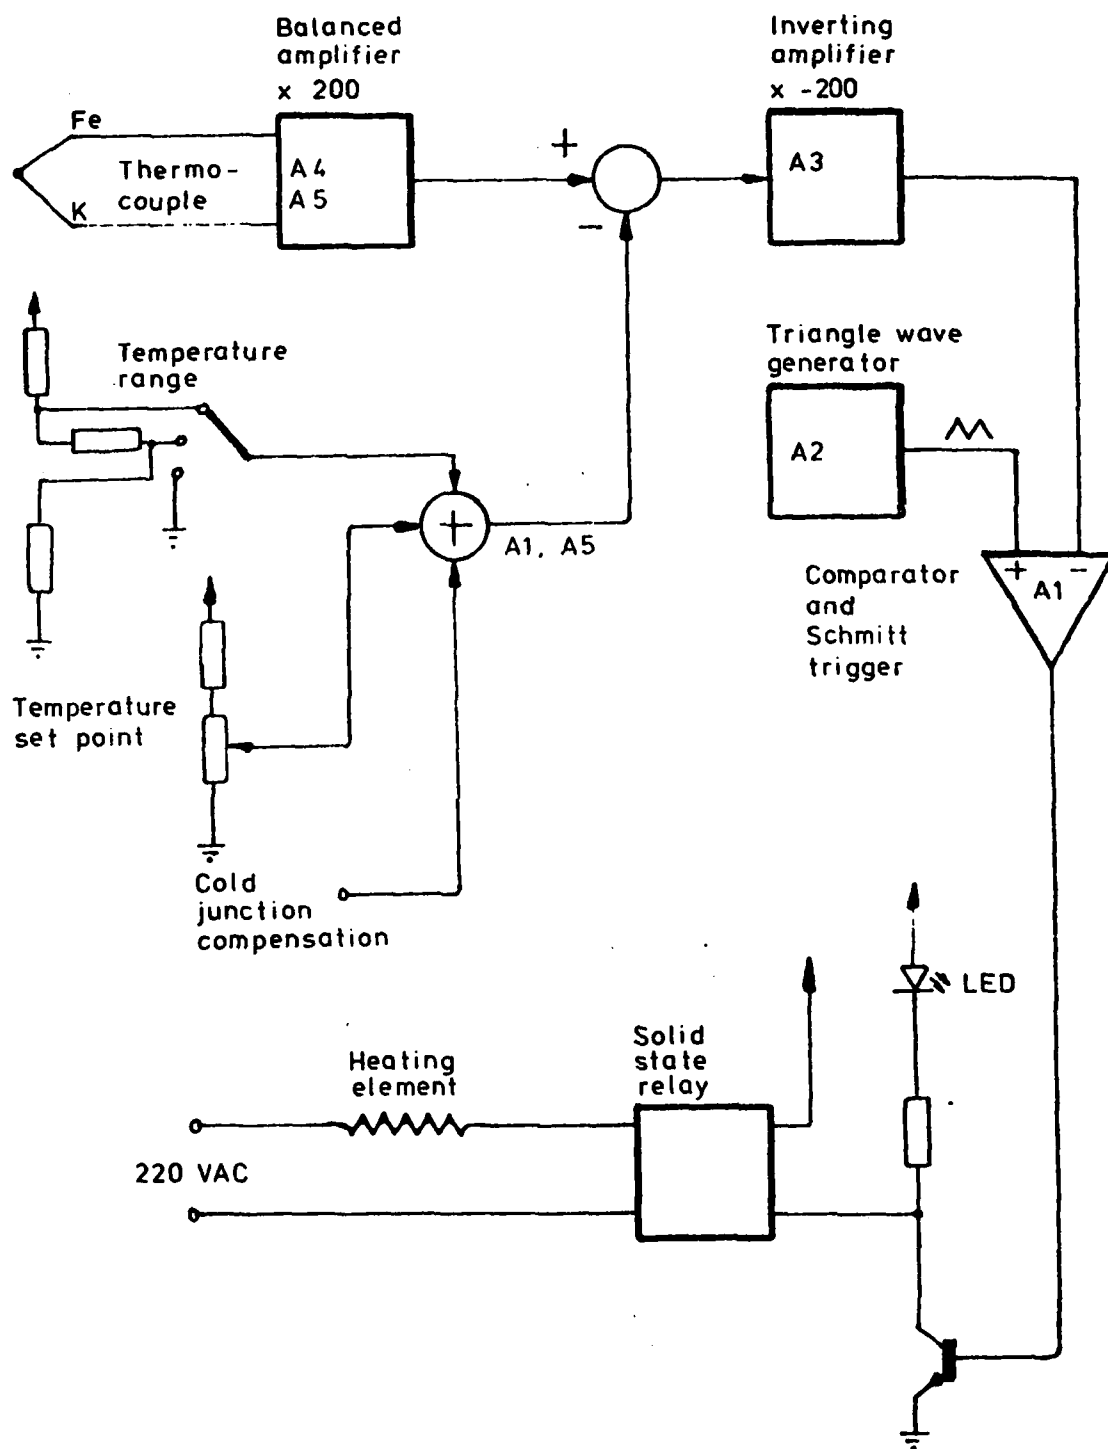 Balanced
amplifier
x 200
Inverting
amplifier
x -200
Fe
Thermo-
couple
K
A4
A5
+
−
A3
Temperature
range
Triangle wave
generator
A2
+
A1, A5
+ −
A1
Comparator
and
Schmitt
trigger
Temperature
set point
Cold
junction
compensation
LED
Solid
state
relay
Heating
element
220 VAC